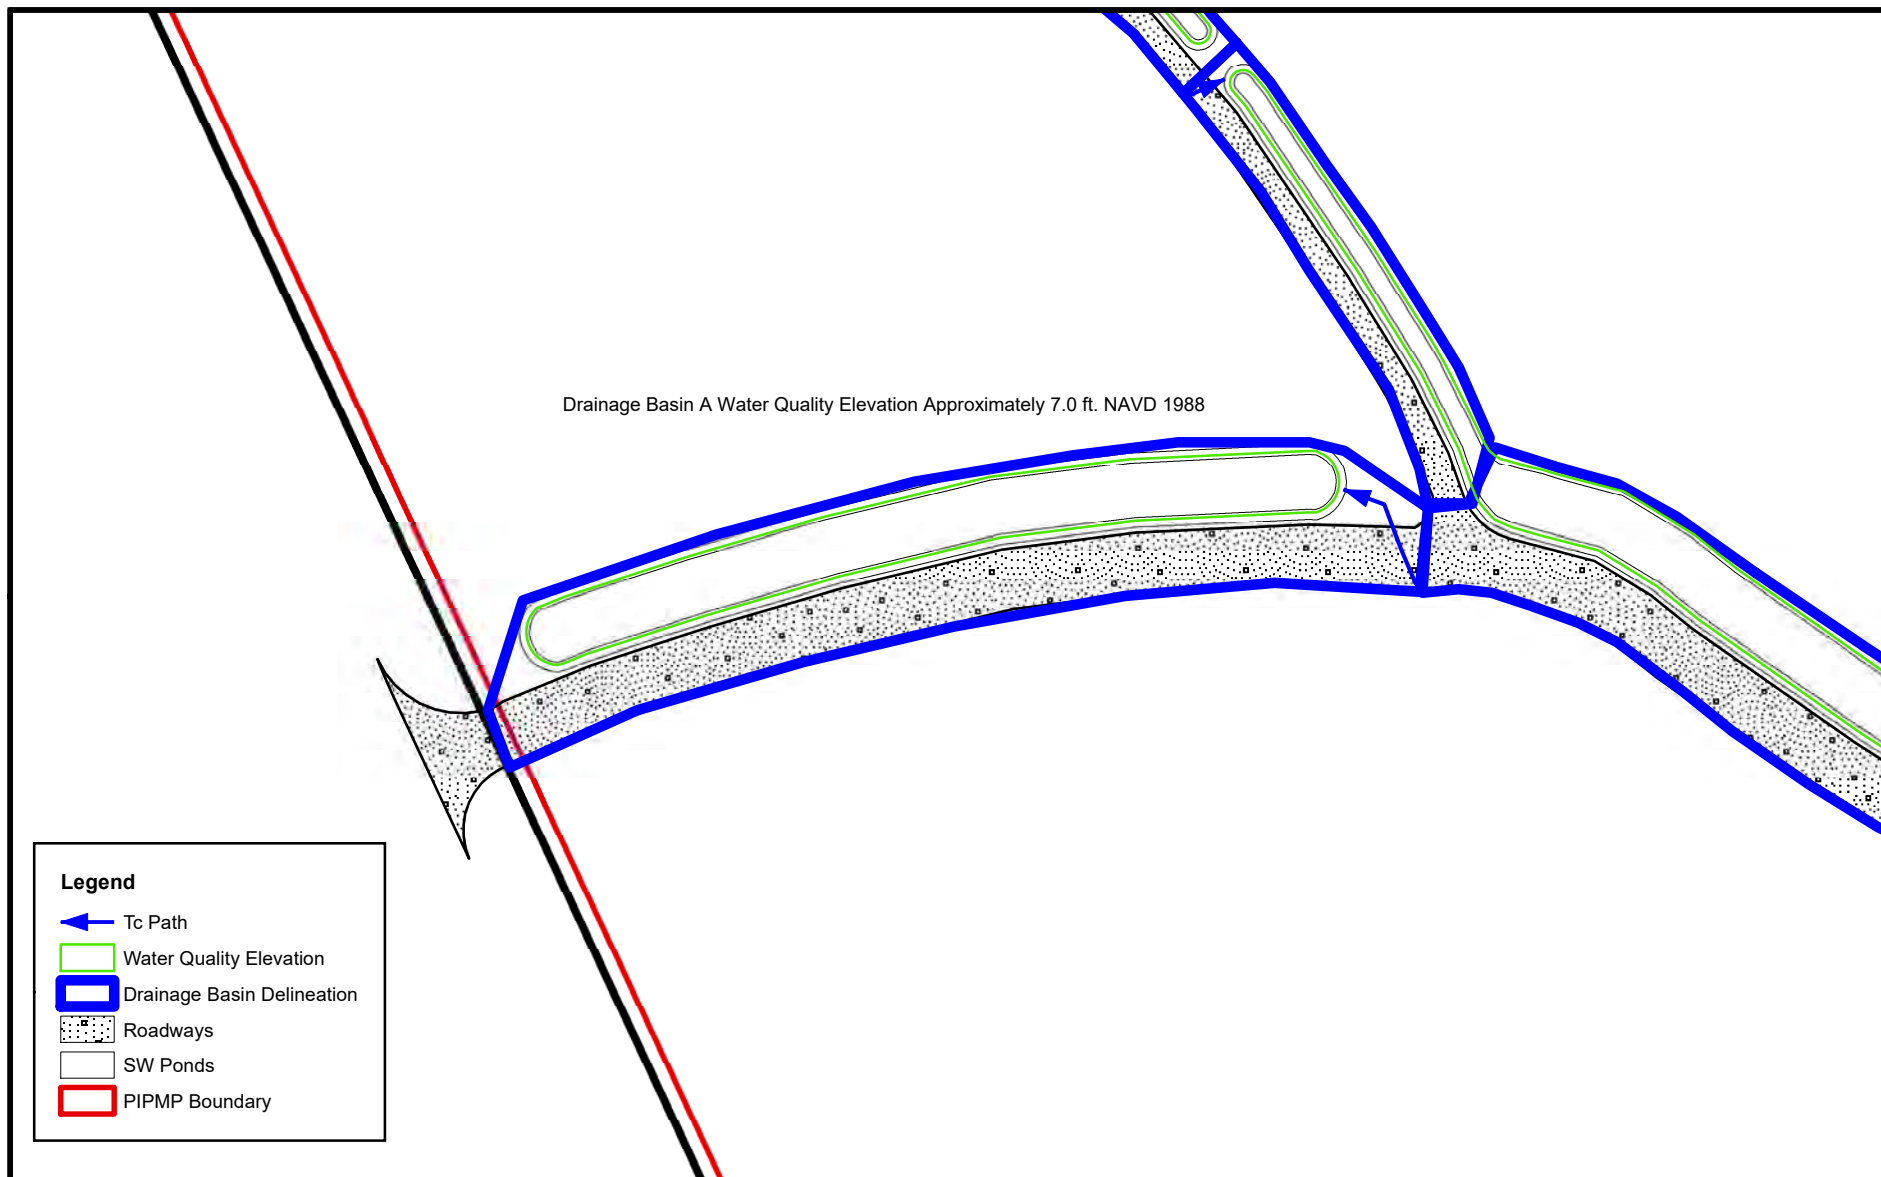 Drainage Basin A Water Quality Elevation Approximately 7.0 ft. NAVD 1988
Legend
Tc Path
Water Quality Elevation
Drainage Basin Delineation
Roadways
SW Ponds
PIPMP Boundary